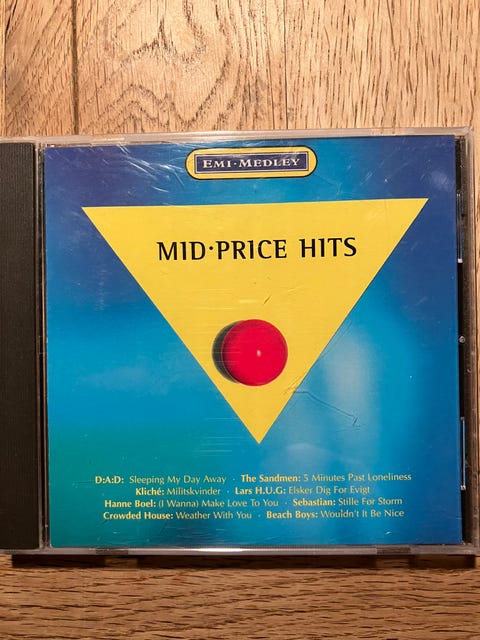 EMI·MEDLEY
MID·PRICE HITS
D:A:D: Sleeping My Day Away · The Sandmen: 5 Minutes Past Loneliness
Kliché: Militskvinder · Lars H.U.G: Elsker Dig For Evigt
Hanne Boel: (I Wanna) Make Love To You · Sebastian: Stille Før Storm
Crowded House: Weather With You · Beach Boys: Wouldn't It Be Nice